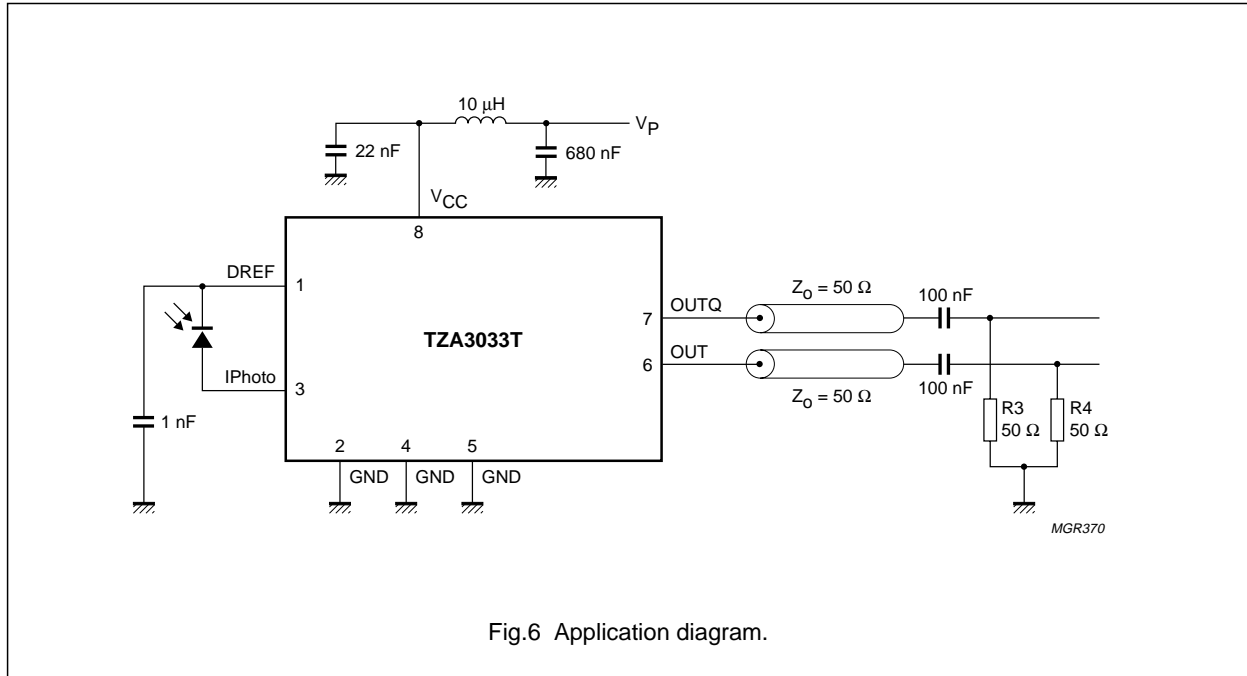 10 µH
V_P
22 nF
680 nF
V_CC
8
DREF
1
Z_o = 50 Ω
100 nF
OUTQ
7
TZA3033T
OUT
6
IPhoto
3
Z_o = 50 Ω
100 nF
1 nF
R3
50 Ω
R4
50 Ω
2
4
5
GND
GND
GND
MGR370
Fig.6 Application diagram.